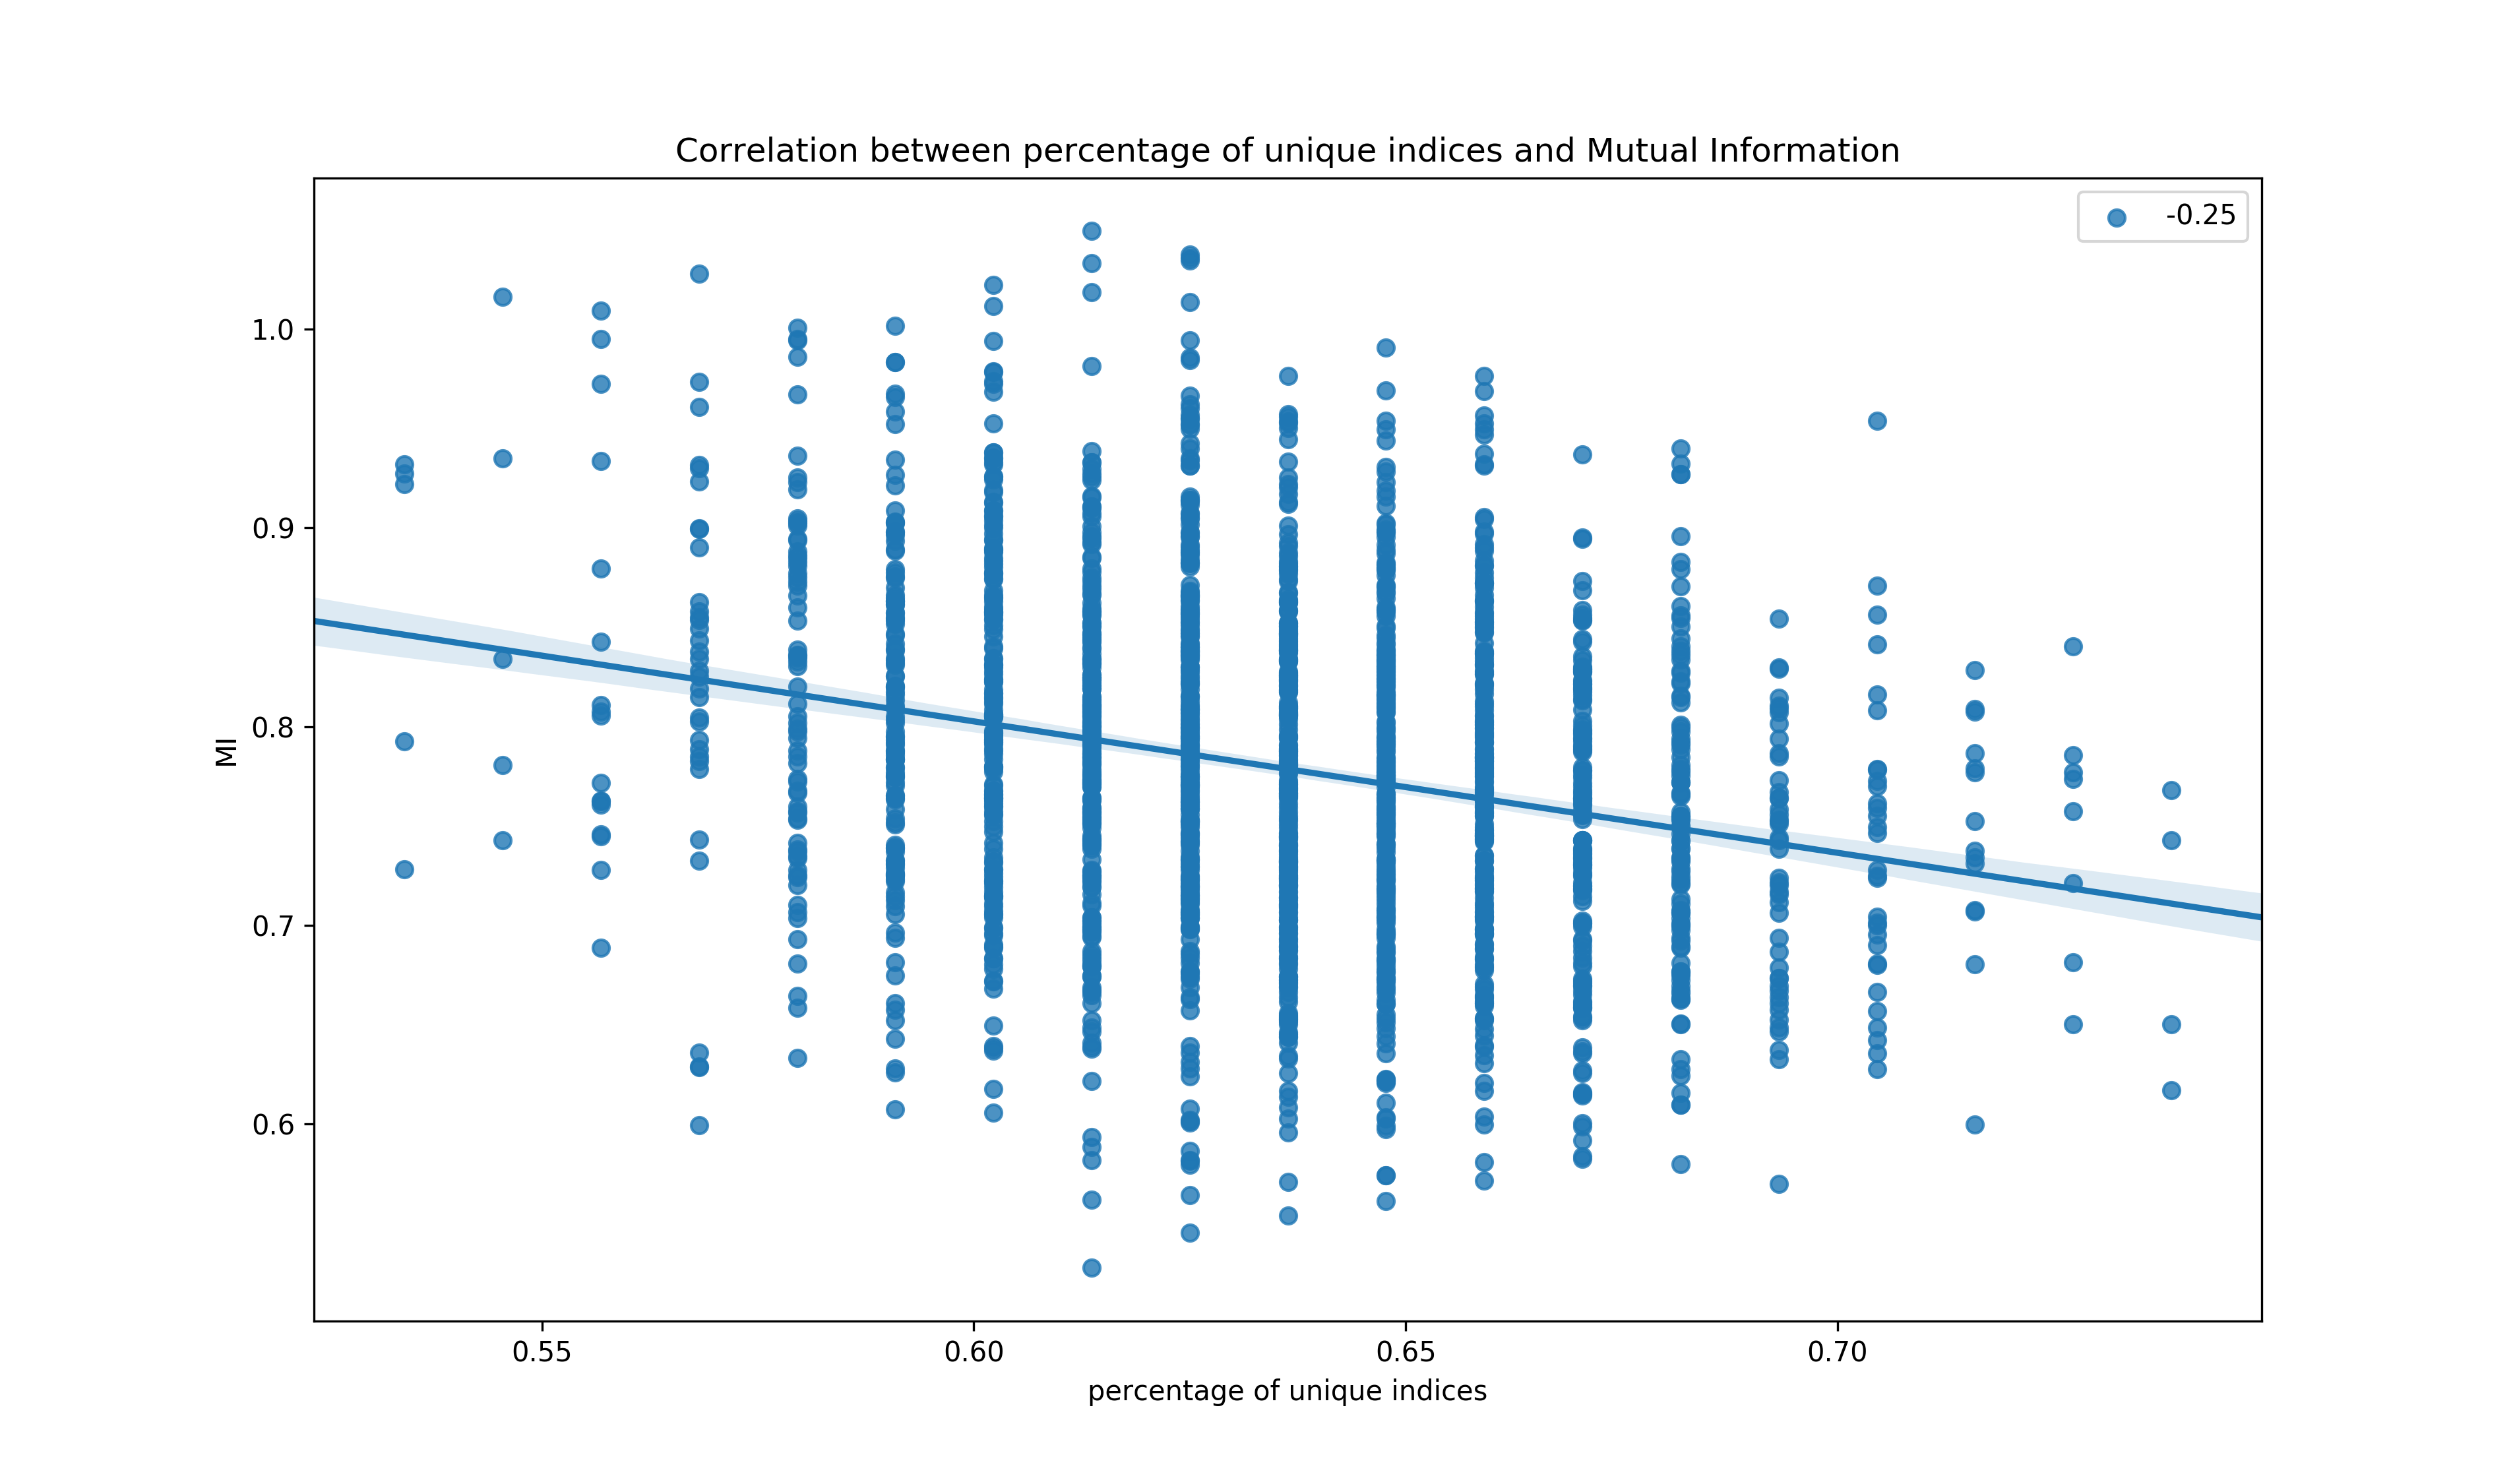 Correlation between percentage of unique indices and Mutual Information
-0.25
1.0
0.9
0.8
0.7
0.6
MI
0.55 0.60 0.65 0.70
percentage of unique indices